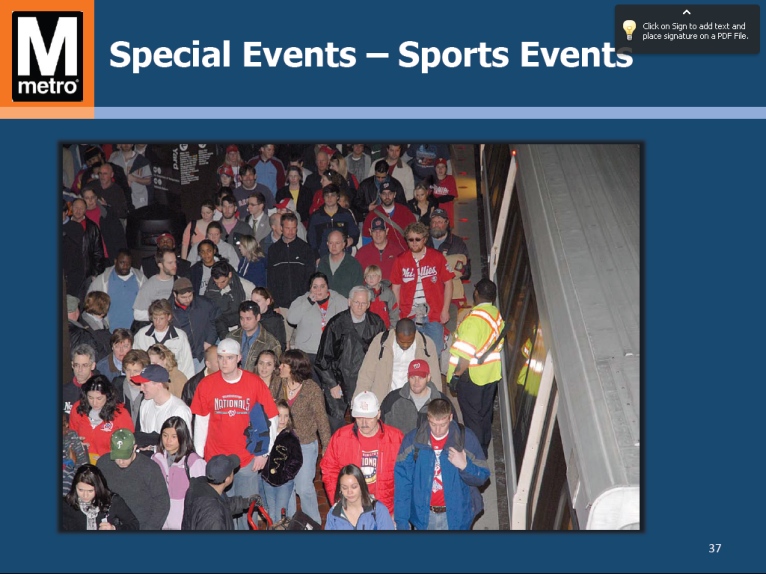 M
metro
Special Events – Sports Events
Click on Sign to add text and
place signature on a PDF File.
Phillies
NATIONALS
37